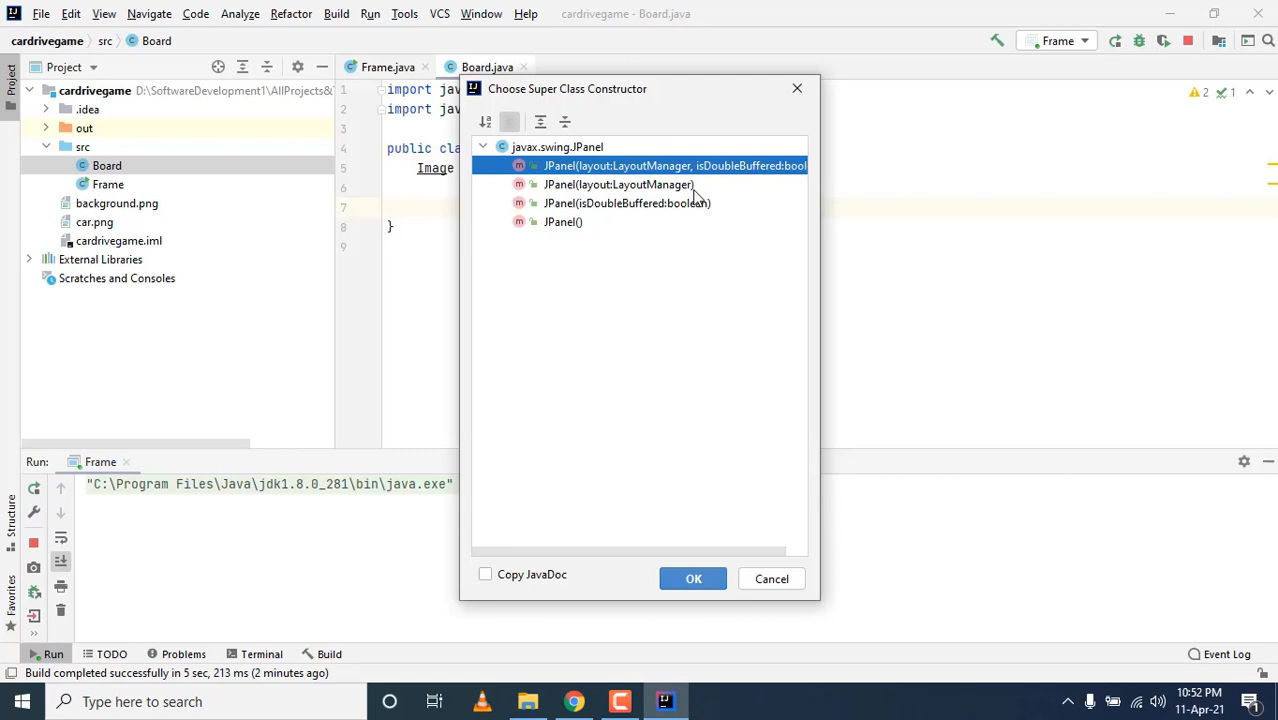 File Edit View Navigate Code Analyze Refactor Build Run Tools VCS Window Help cardrivegame - Board.java
cardrivegame src Board Frame
Project Frame.java Board.java
Choose Super Class Constructor
cardrivegame D:\SoftwareDevelopment1\AllProjects&
.idea
out
src
Board
Frame
background.png
car.png
cardrivegame.iml
External Libraries
Scratches and Consoles
1 import jav
2 import jav
3
4 public clas
5 Image
6
7
8 }
9
2 1
javax.swing.JPanel
JPanel(layout:LayoutManager, isDoubleBuffered:bool
JPanel(layout:LayoutManager)
JPanel(isDoubleBuffered:boolean)
JPanel()
Copy JavaDoc
OK Cancel
Run: Frame
"C:\Program Files\Java\jdk1.8.0_281\bin\java.exe"
Project
Structure
Favorites
Run TODO Problems Terminal Build Event Log
Build completed successfully in 5 sec, 213 ms (2 minutes ago)
Type here to search
10:52 PM
11-Apr-21
1